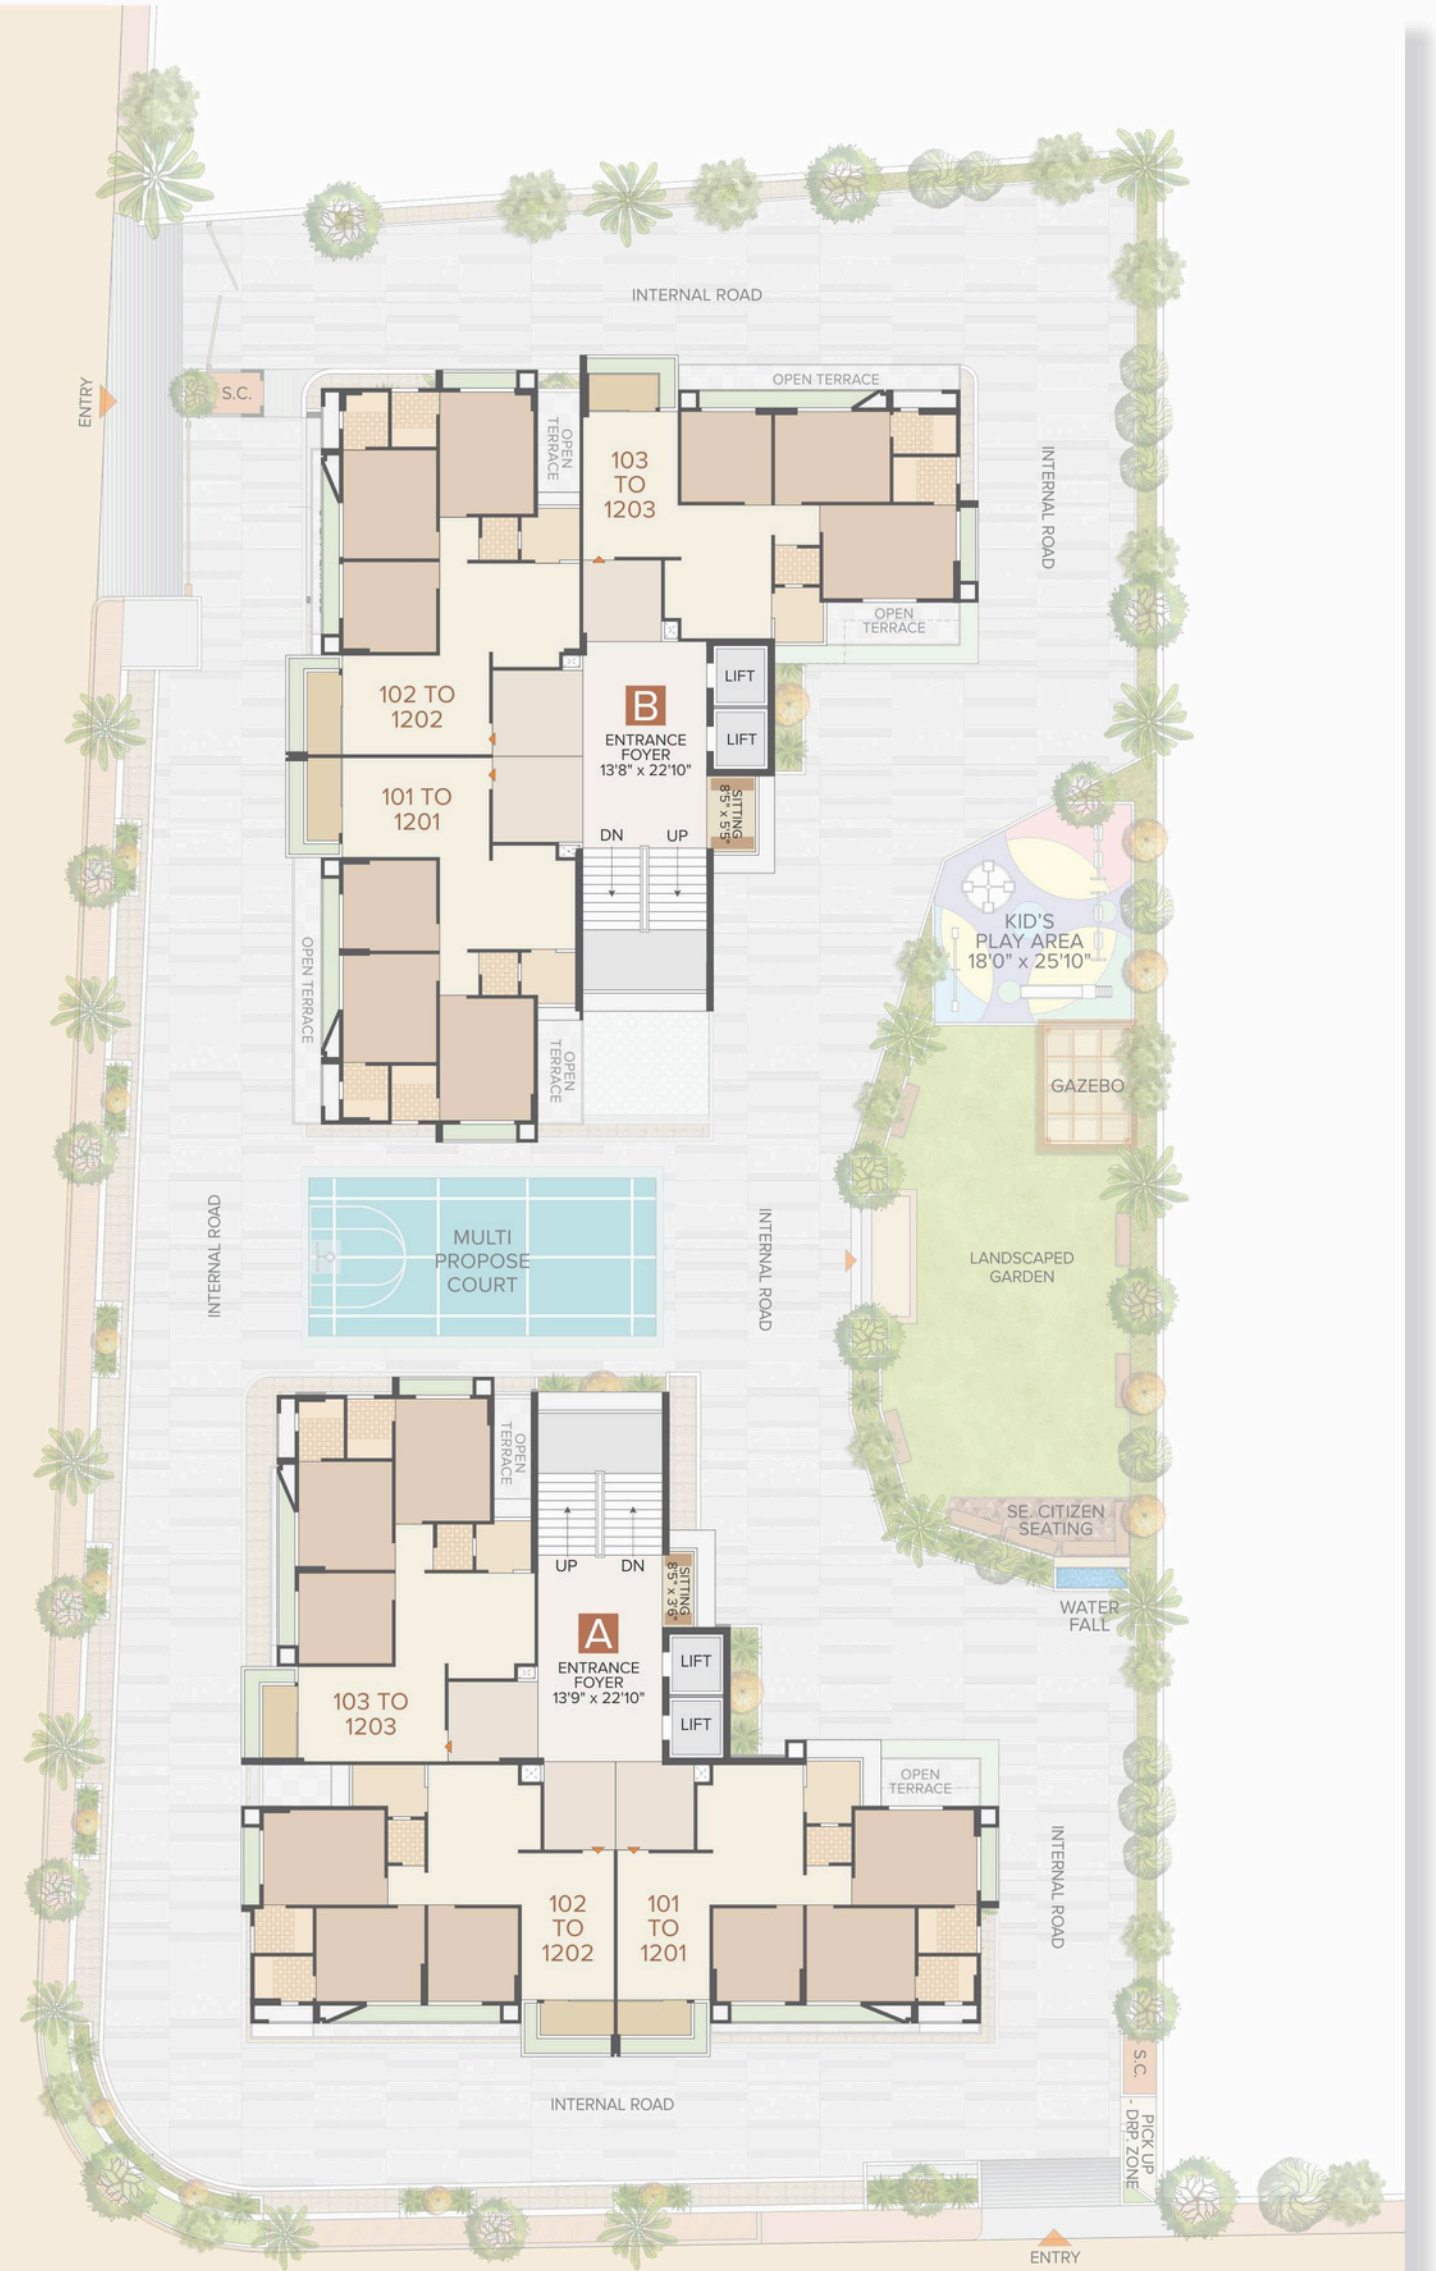 INTERNAL ROAD
OPEN TERRACE
ENTRY
S.C.
OPEN
TERRACE
103
TO
1203
INTERNAL ROAD
OPEN
TERRACE
LIFT
102 TO
1202
B
ENTRANCE
FOYER
13'8" x 22'10"
LIFT
101 TO
1201
SITTING
8'5" x 5'5"
DN
UP
OPEN TERRACE
KID'S
PLAY AREA
18'0" x 25'10"
OPEN
TERRACE
GAZEBO
INTERNAL ROAD
MULTI
PROPOSE
COURT
INTERNAL ROAD
LANDSCAPED
GARDEN
OPEN
TERRACE
SE. CITIZEN
SEATING
UP
DN
SITTING
8'5" x 3'6"
WATER
FALL
A
ENTRANCE
FOYER
13'9" x 22'10"
LIFT
LIFT
103 TO
1203
OPEN
TERRACE
102
TO
1202
101
TO
1201
INTERNAL ROAD
S.C.
INTERNAL ROAD
PICK UP
- DRP. ZONE
ENTRY